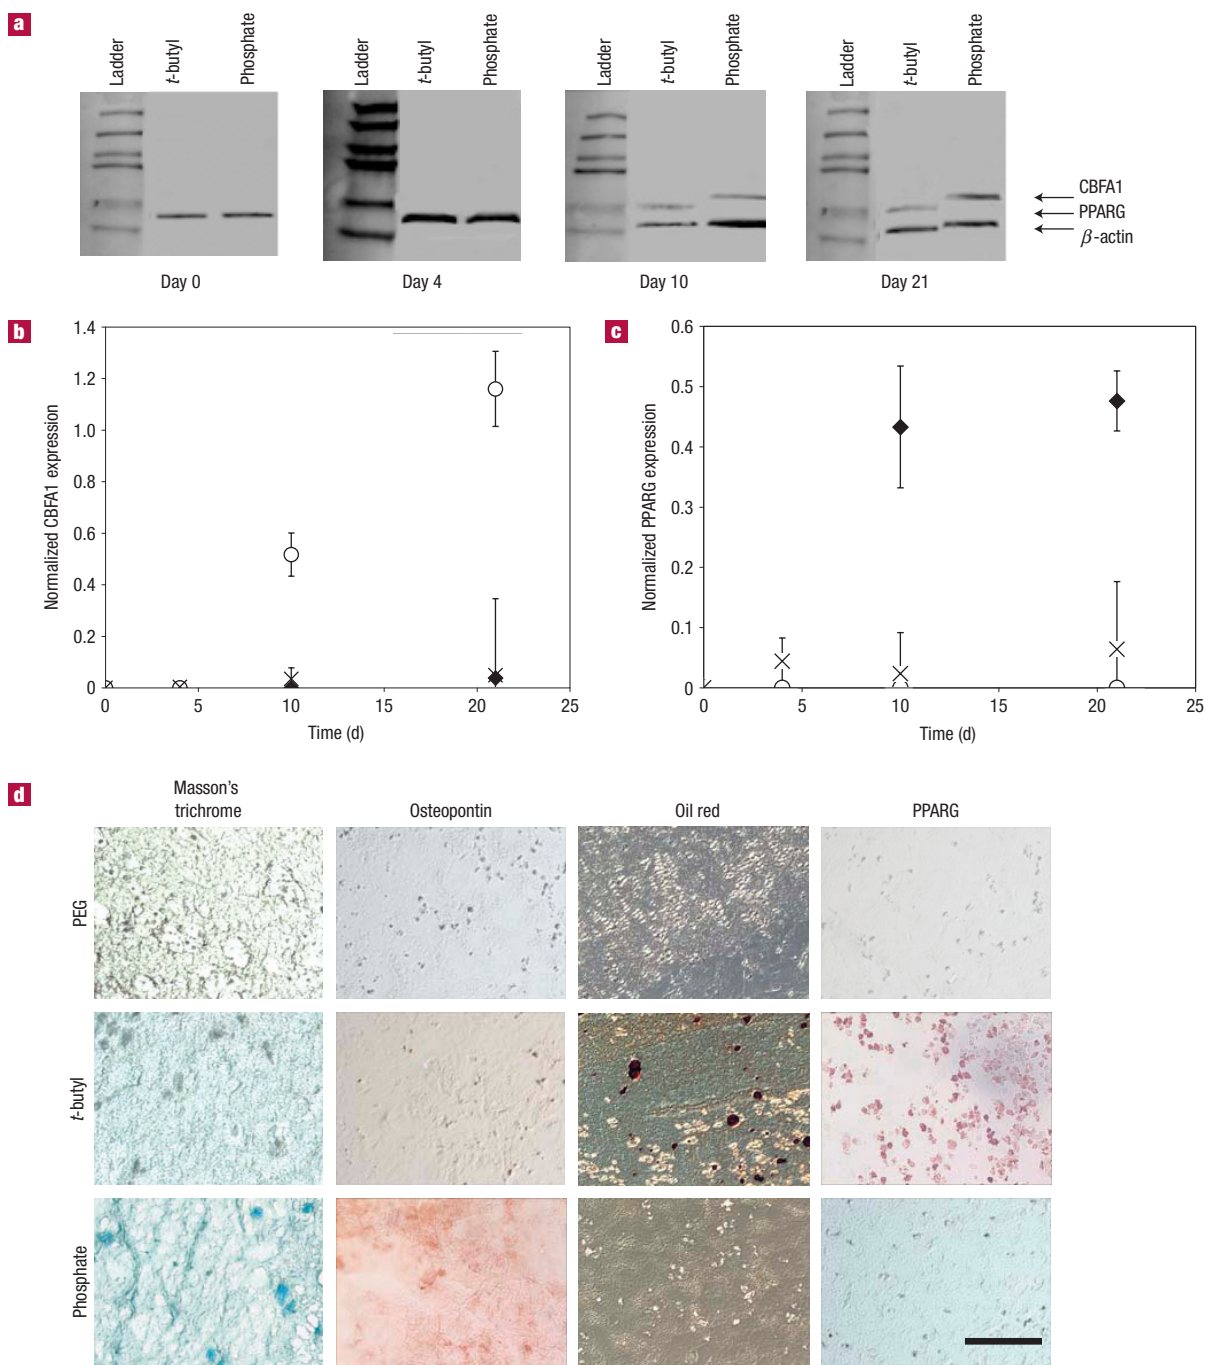 a
Ladder
t-butyl
Phosphate
Ladder
t-butyl
Phosphate
Ladder
t-butyl
Phosphate
Ladder
t-butyl
Phosphate
CBFA1
PPARG
β-actin
Day 0
Day 4
Day 10
Day 21
b
1.4
1.2
1.0
0.8
0.6
0.4
0.2
0
0
5
10
15
20
25
Time (d)
Normalized CBFA1 expression
c
0.6
0.5
0.4
0.3
0.2
0.1
0
0
5
10
15
20
25
Time (d)
Normalized PPARG expression
d
Masson's
trichrome
Osteopontin
Oil red
PPARG
PEG
t-butyl
Phosphate